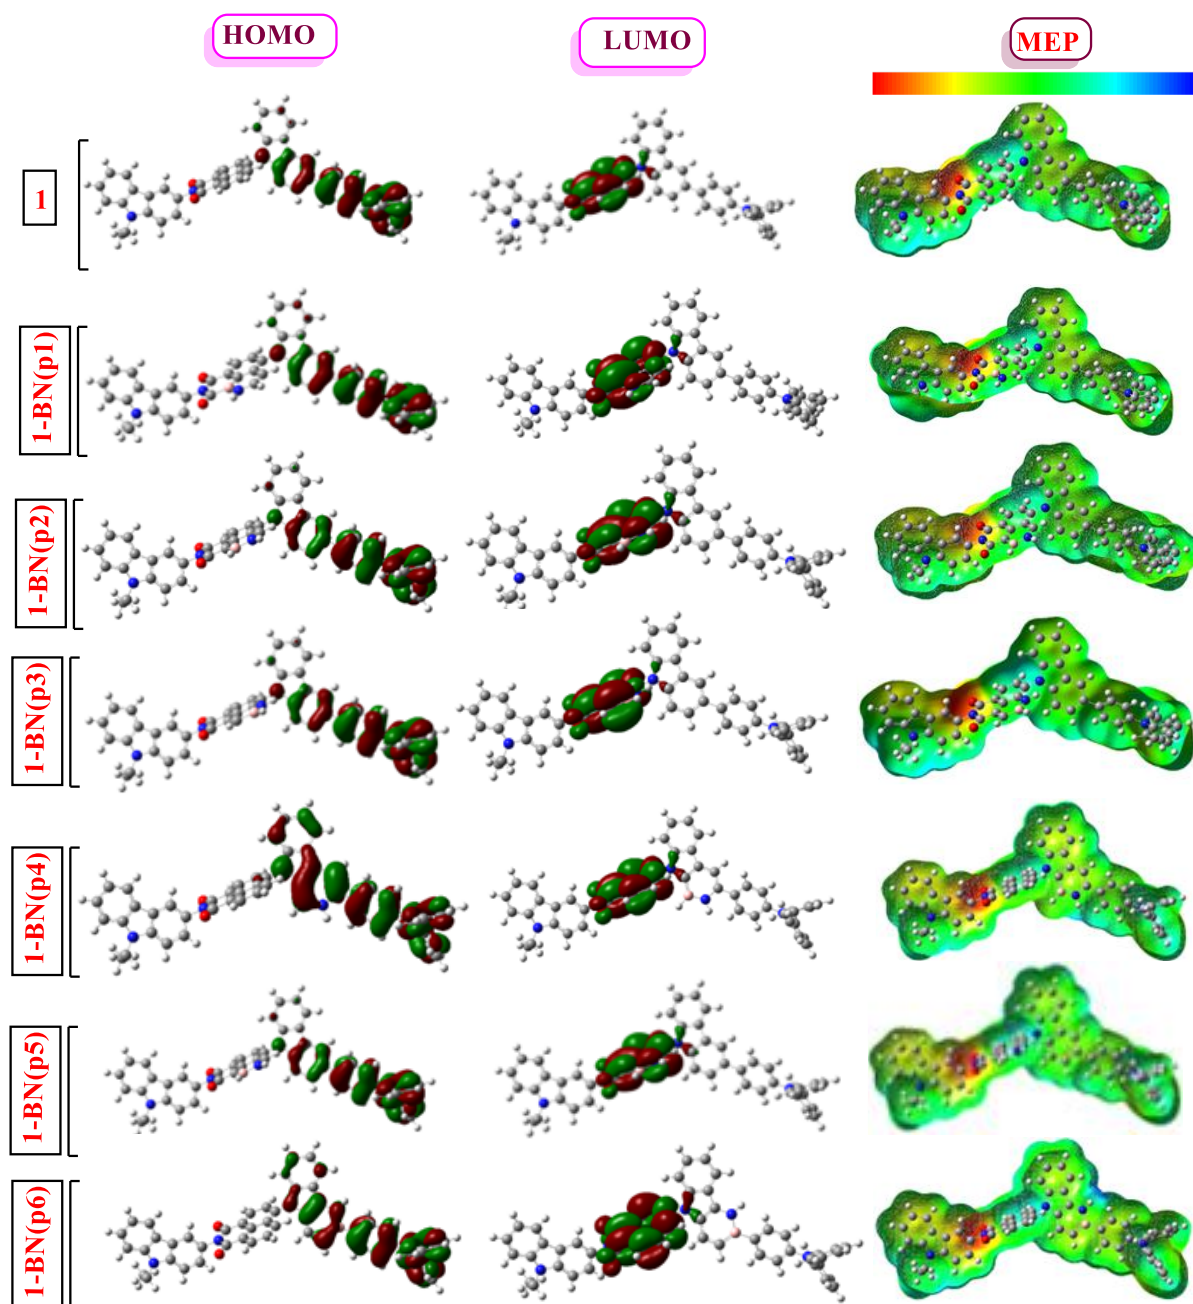 HOMO
LUMO
MEP
1
1-BN(p1)
1-BN(p2)
1-BN(p3)
1-BN(p4)
1-BN(p5)
1-BN(p6)